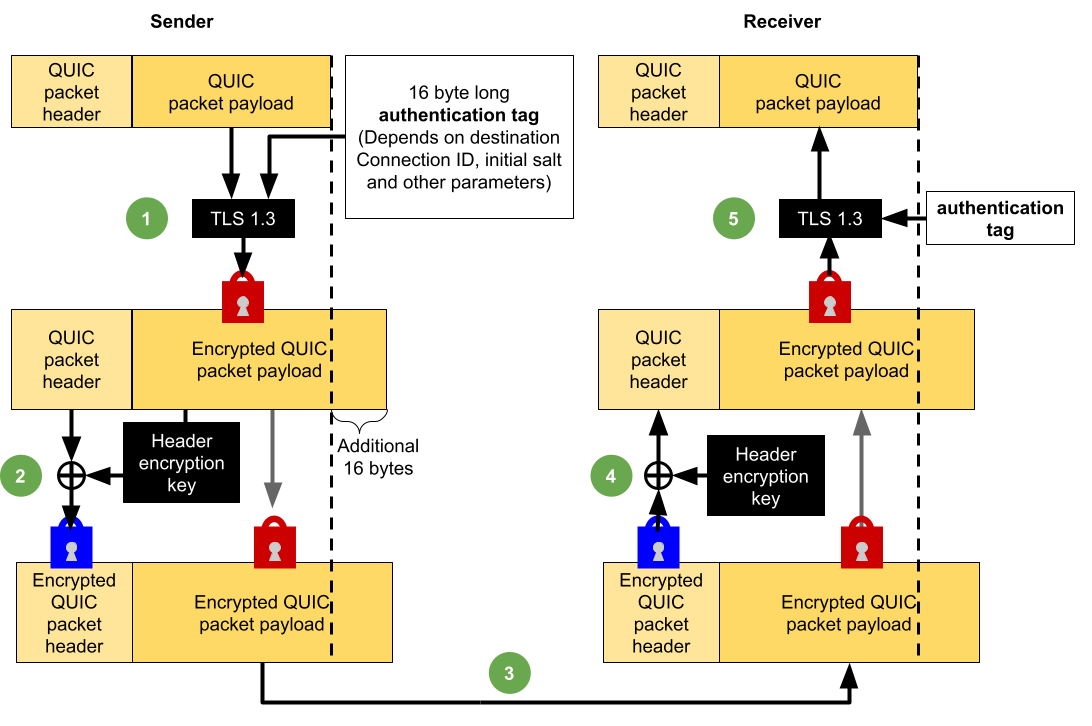 Sender
Receiver
QUIC
packet
header
QUIC
packet payload
16 byte long
authentication tag
(Depends on destination
Connection ID, initial salt
and other parameters)
QUIC
packet
header
QUIC
packet payload
1
TLS 1.3
5
TLS 1.3
authentication
tag
QUIC
packet
header
Encrypted QUIC
packet payload
QUIC
packet
header
Encrypted QUIC
packet payload
2
Header
encryption
key
Additional
16 bytes
4
Header
encryption
key
Encrypted
QUIC
packet
header
Encrypted QUIC
packet payload
Encrypted
QUIC
packet
header
Encrypted QUIC
packet payload
3